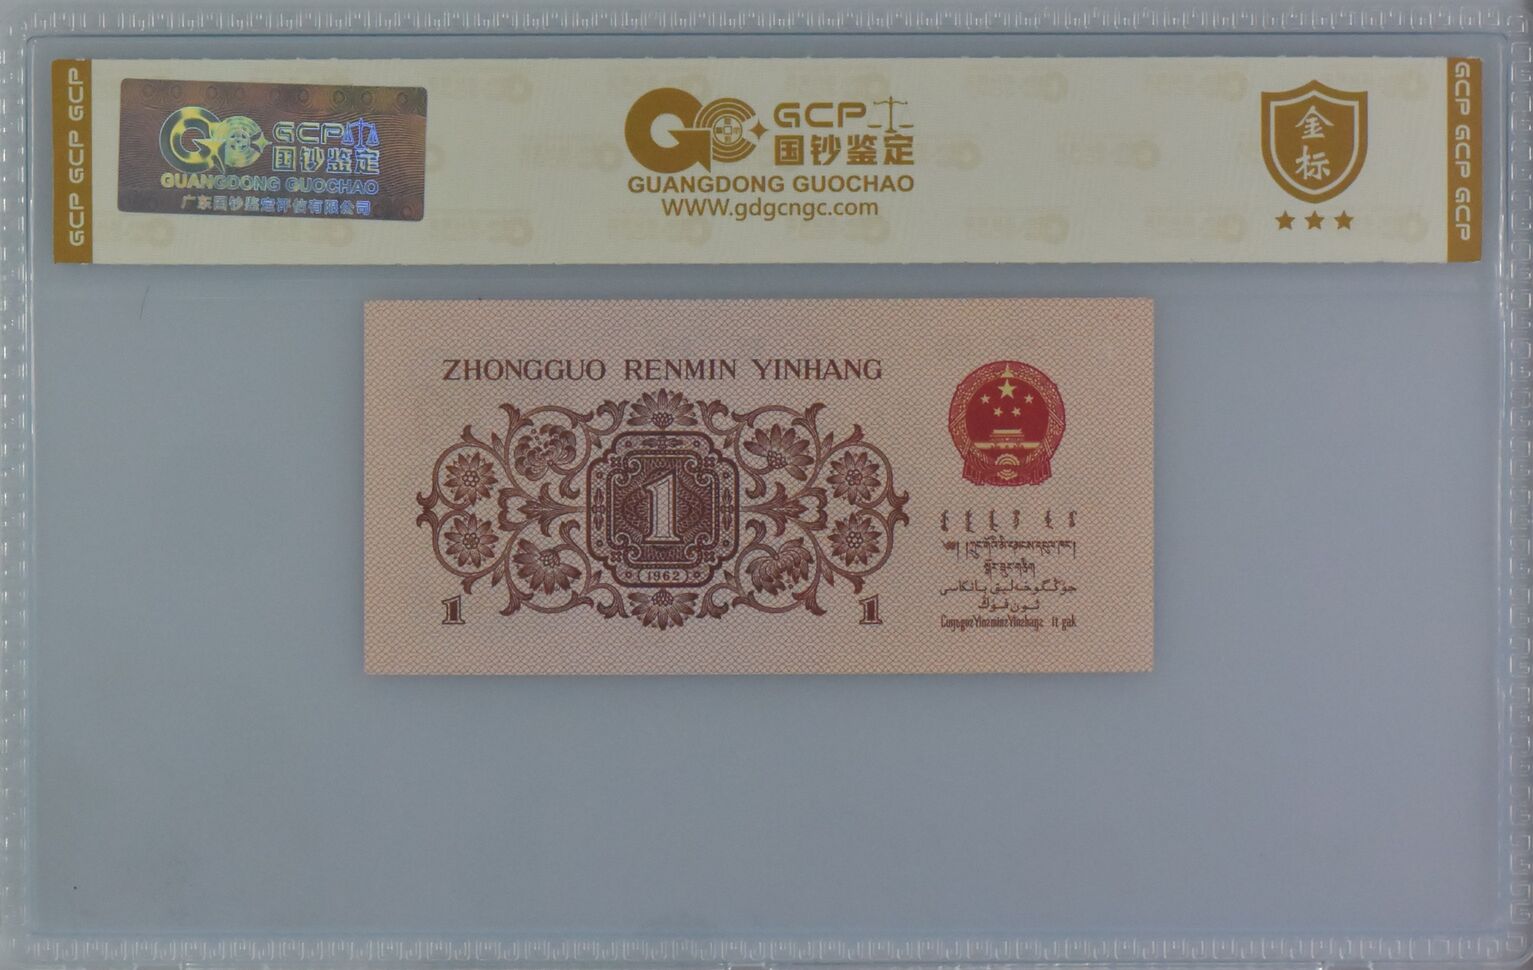 GCP GCP GCP
GCP
国钞鉴定
GUANGDONG GUOCHAO
广东国钞鉴定评估有限公司
GCP
国钞鉴定
GUANGDONG GUOCHAO
WWW.gdgcngc.com
金标
GCP GCP GCP
ZHONGGUO RENMIN YINHANG
1
1962
1
1